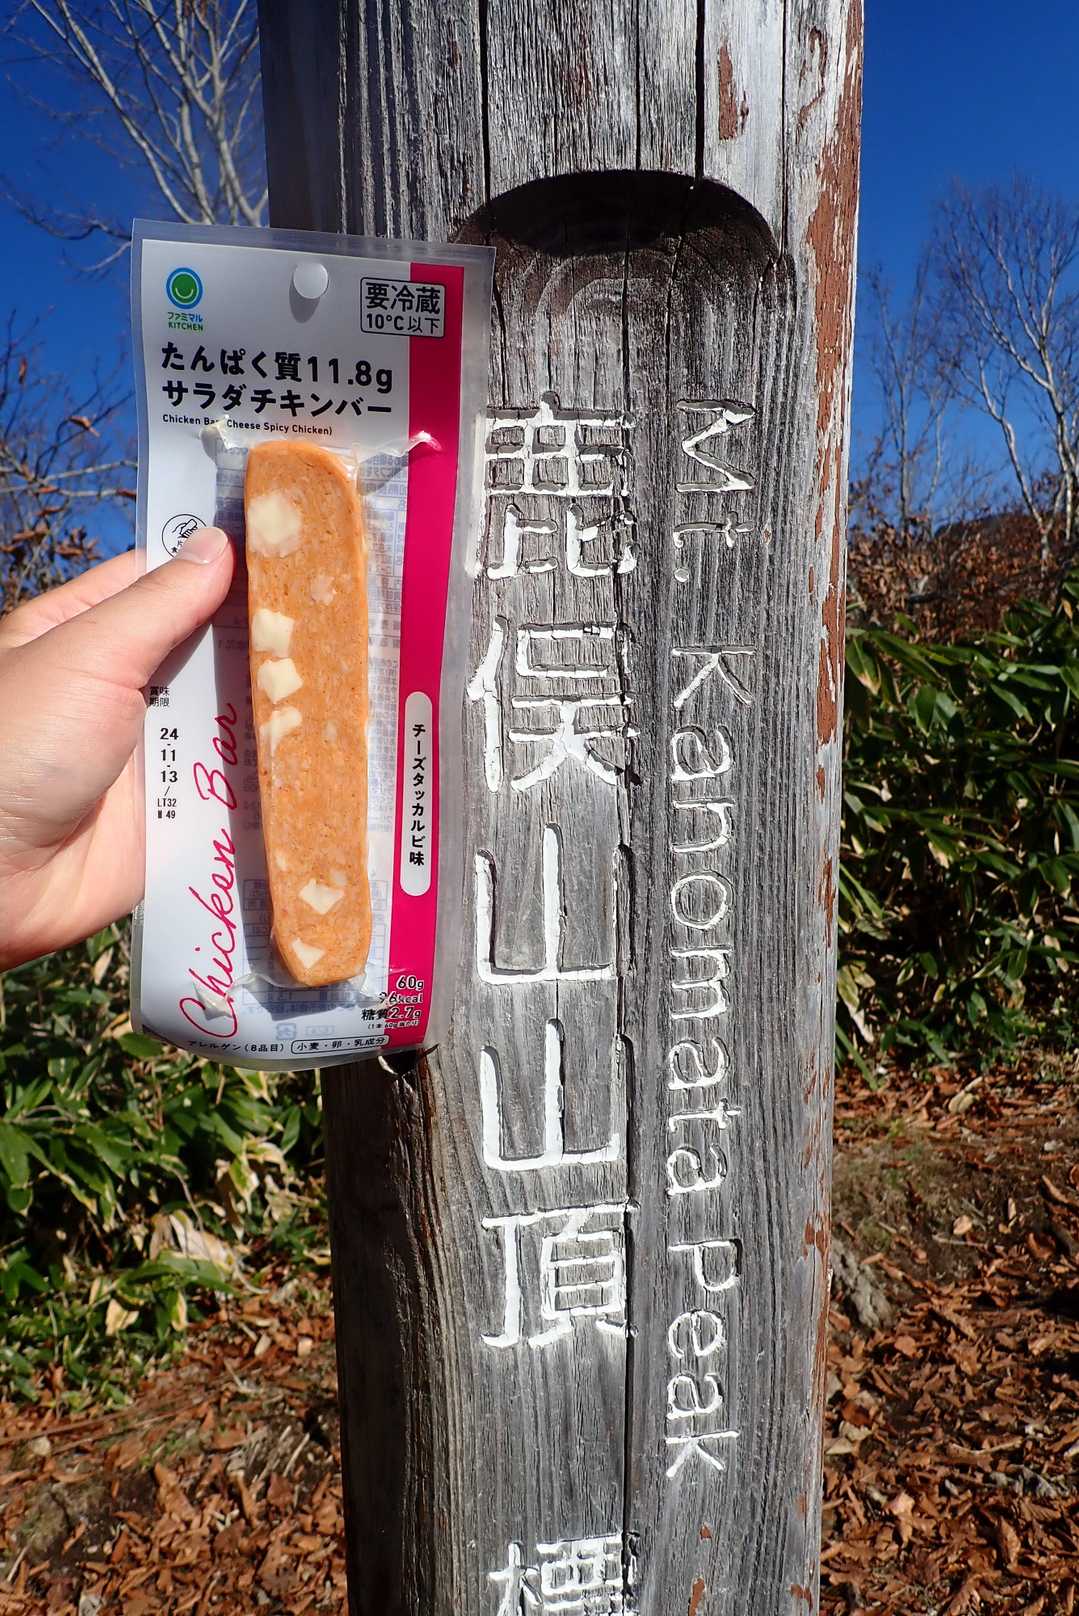 ファミマル
KITCHEN
要冷蔵
10°C以下
たんぱく質11.8g
サラダチキンバー
Chicken Bar Cheese Spicy Chicken)
賞味
期限
24
-
11
-
13
/
LT32
M 49
Chicken Bar
チーズタッカルビ味
60g
96kcal
糖質2.7g
アレルゲン(8品目) 小麦・卵・乳成分
鹿俣山山頂
標
Mt. Kanomata Peak